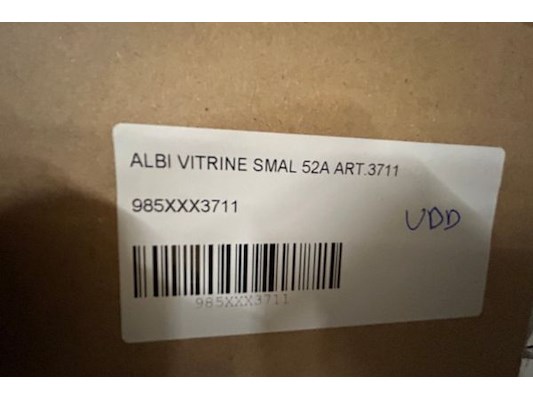 ALBI VITRINE SMAL 52A ART.3711
985XXX3711
UDD
985XXX3711